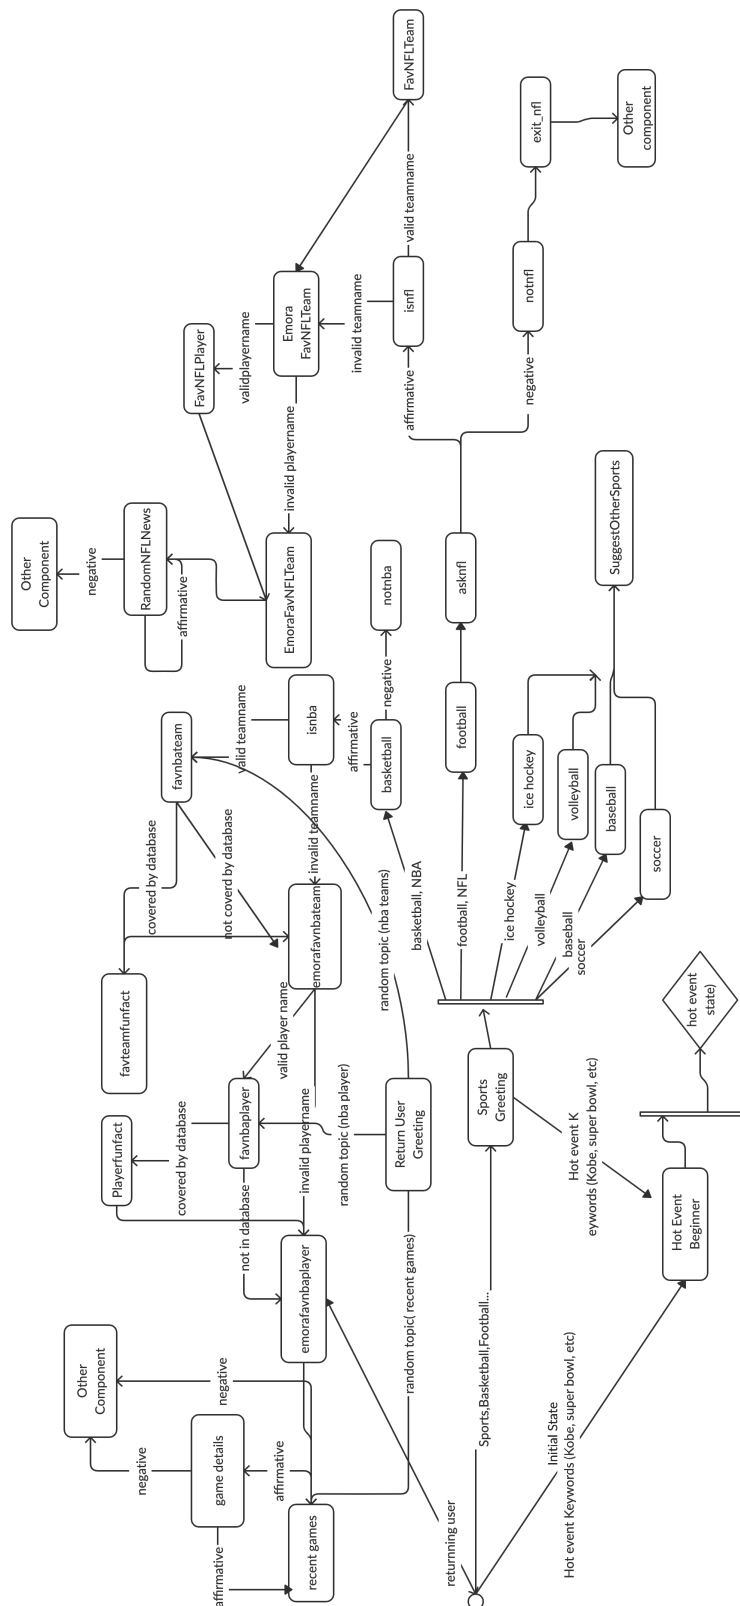 FavNFLTeam
exit_nfl
Other
component
valid teamname
notnfl
isnfl
Emora
FavNFLTeam
invalid teamname
validplayername
FavNFLPlayer
affirmative
negative
invalid playername
SuggestOtherSports
Other
Component
negative
RandomNFLNews
affirmative
EmoraFavNFLTeam
notnba
asknfl
negative
football
isnba
valid teamname
affirmative
basketball
favnbateam
ice hockey
volleyball
baseball
soccer
covered by database
not coverd by database
invalid teamname
emorafavnbateam
favteamfunfact
random topic (nba teams)
basketball, NBA
football, NFL
ice hockey
volleyball
baseball
soccer
hot event
state)
valid player name
favnbaplayer
Return User
Greeting
Sports
Greeting
Playerfunfact
covered by database
invalid playername
random topic (nba player)
Hot event K
eywords (Kobe, super bowl, etc)
Hot Event
Beginner
not in database
emorafavnbaplayer
random topic( recent games)
Sports,Basketball,Football...
Other
Component
negative
game details
negative
affirmative
affirmative
recent games
returnning user
Initial State
Hot event Keywords (Kobe, super bowl, etc)